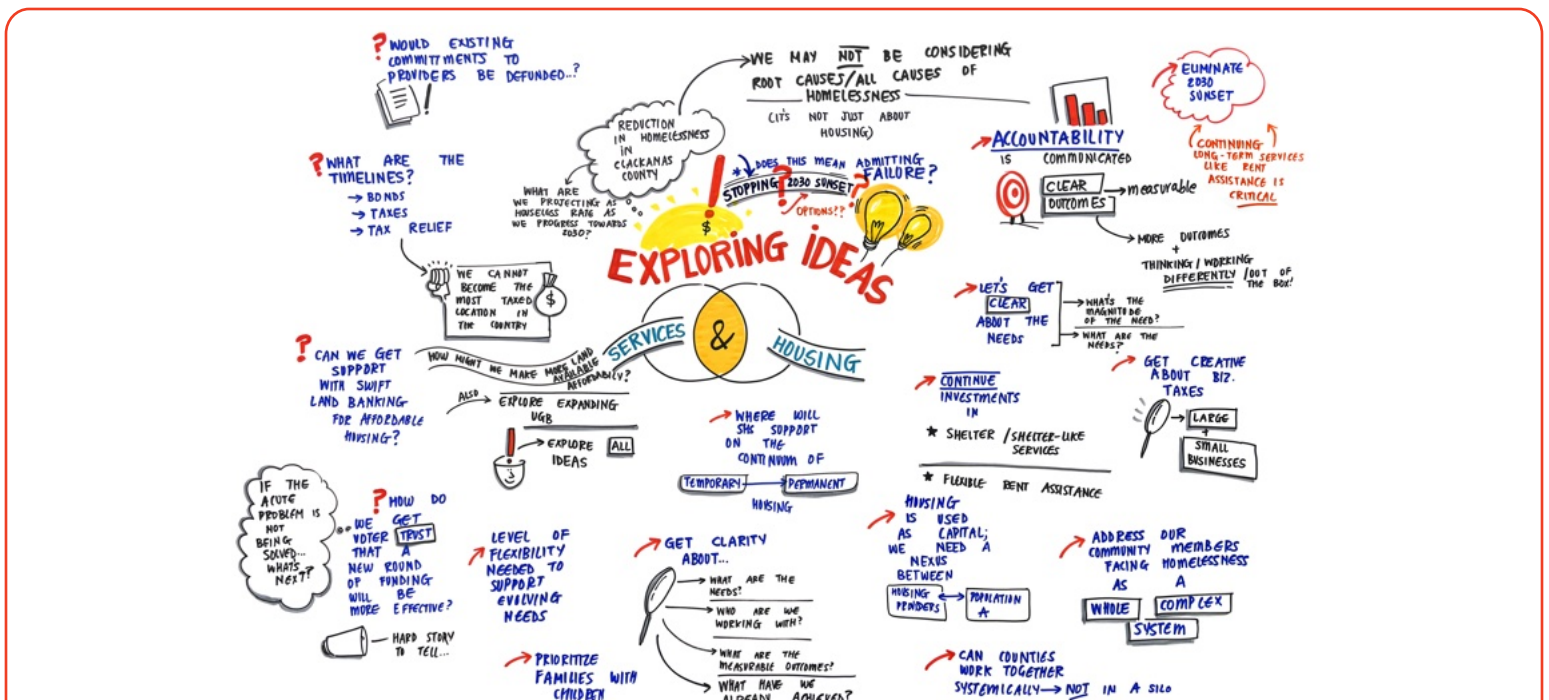 ? WOULD EXISTING
COMMITTMENTS TO
PROVIDERS BE DEFUNDED..?
!
? WHAT ARE THE
TIMELINES?
→ BONDS
→ TAXES
→ TAX RELIEF
WE CANNOT
BECOME THE
MOST TAXED
LOCATION IN
THE COUNTRY
$
REDUCTION
IN HOMELESSNESS
IN
CLACKANAS
COUNTY
WE MAY NOT BE CONSIDERING
ROOT CAUSES/ALL CAUSES OF
HOMELESSNESS
(IT'S NOT JUST ABOUT
HOUSING)
WHAT ARE
WE PROJECTING AS
HOUSELESS RATE AS
WE PROGRESS TOWARDS
2030?
* DOES THIS MEAN ADMITTING
FAILURE?
STOPPING ? 2030 SUNSET ?
OPTIONS??
!
$
EXPLORING IDEAS
SERVICES
&
HOUSING
ELIMINATE
2030
SUNSET
CONTINUING
LONG-TERM SERVICES
LIKE RENT
ASSISTANCE IS
CRITICAL
ACCOUNTABILITY
IS COMMUNICATED
CLEAR
OUTCOMES
→ measurable
→ MORE OUTCOMES
+
THINKING/WORKING
DIFFERENTLY/OUT OF
THE BOX!
LET'S GET
CLEAR
ABOUT THE
NEEDS
→ WHAT'S THE
MAGNITUDE
OF THE NEED?
→ WHAT ARE THE
NEEDS?
? CAN WE GET
SUPPORT
WITH SWIFT
LAND BANKING
FOR AFFORDABLE
HOUSING?
HOW MIGHT WE MAKE MORE LAND
AVAILABLE
AFFORDABLY?
ALSO
EXPLORE EXPANDING
UGB
!
→ EXPLORE ALL
IDEAS
→ WHERE WILL
SHS SUPPORT
ON THE
CONTINUUM OF
TEMPORARY → PERMANENT
HOUSING
CONTINUE
INVESTMENTS
IN
* SHELTER/SHELTER-LIKE
SERVICES
* FLEXIBLE RENT ASSISTANCE
GET CREATIVE
ABOUT BIZ.
TAXES
→ LARGE
+
SMALL
BUSINESSES
IF THE
ACUTE
PROBLEM IS
NOT
BEING
SOLVED...
WHAT'S
NEXT?
? HOW DO
WE GET
VOTER TRUST
THAT A
NEW ROUND
OF FUNDING
WILL BE
MORE EFFECTIVE?
HARD STORY
TO TELL...
LEVEL OF
FLEXIBILITY
NEEDED TO
SUPPORT
EVOLVING
NEEDS
→ PRIORITIZE
FAMILIES WITH
CHILDREN
→ GET CLARITY
ABOUT...
→ WHAT ARE THE
NEEDS?
→ WHO ARE WE
WORKING WITH?
→ WHAT ARE THE
MEASURABLE OUTCOMES?
→ WHAT HAVE WE
ALREADY ACHIEVED?
HOUSING
IS USED
AS CAPITAL;
WE NEED A
NEXUS
BETWEEN
HOUSING
PROVIDERS
↔
POPULATION
A
ADDRESS OUR
COMMUNITY MEMBERS
FACING HOMELESSNESS
AS A
WHOLE COMPLEX
SYSTEM
→ CAN COUNTIES
WORK TOGETHER
SYSTEMICALLY → NOT IN A SILO